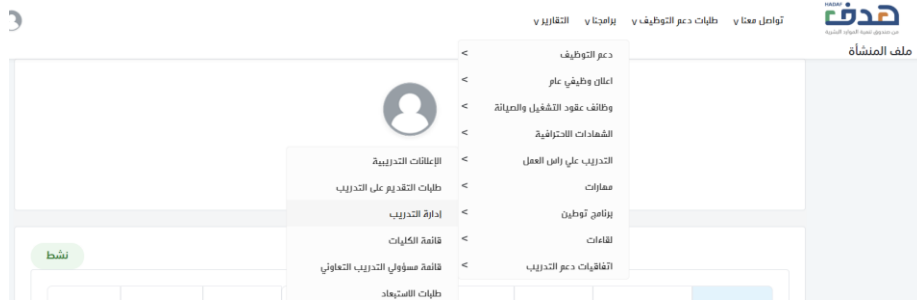 هدف
HADAF
من صندوق تنمية الموارد البشرية
تواصل معنا
طلبات دعم التوظيف
برامجنا
التقارير
ملف المنشأة
دعم التوظيف
اعلان وظيفي عام
وظائف عقود التشغيل والصيانة
الشهادات الاحترافية
التدريب علي راس العمل
مهارات
برنامج توطين
لقاءات
اتفاقيات دعم التدريب
الإعلانات التدريبية
طلبات التقديم على التدريب
إدارة التدريب
قائمة الكليات
قائمة مسؤولي التدريب التعاوني
طلبات الاستبعاد
نشط